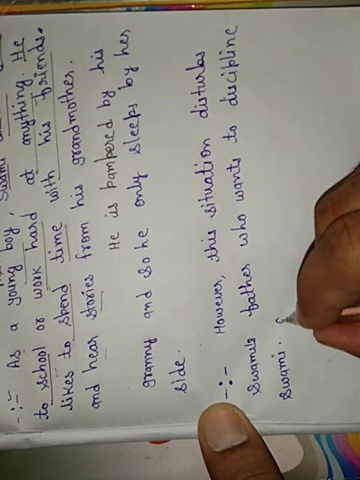 -:- As a young boy, Swami
to school or work hard at anything. He
likes to spend time with his friends.
and hear stories from his grandmother.
He is pampered by his
granny and so he only sleeps by her
side.
-:- However, this situation disturbs
Swamis father who wants to discipline
Swami.